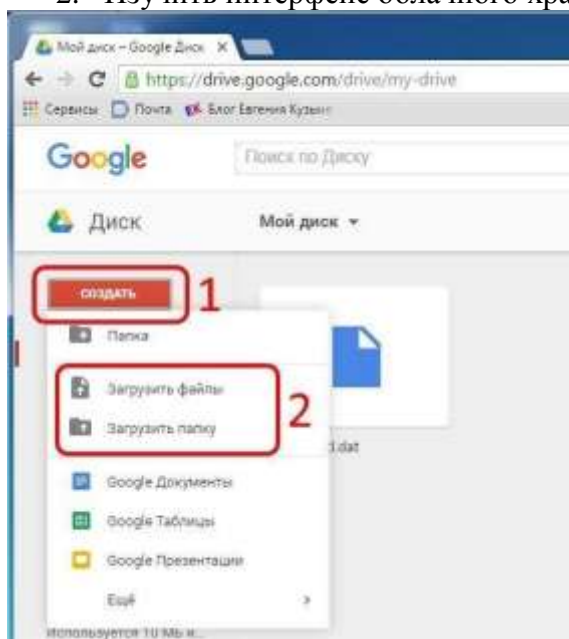 2. Изучить интерфейс облачного хра
Мой диск – Google Диск ×
https://drive.google.com/drive/my-drive
Сервисы Почта Блог Евгения
Google Поиск по Диску
Диск Мой диск
СОЗДАТЬ 1
Папка
Загрузить файлы
Загрузить папку
2
.dat
Google Документы
Google Таблицы
Google Презентации
Ещё
Используется 10 МБ и...